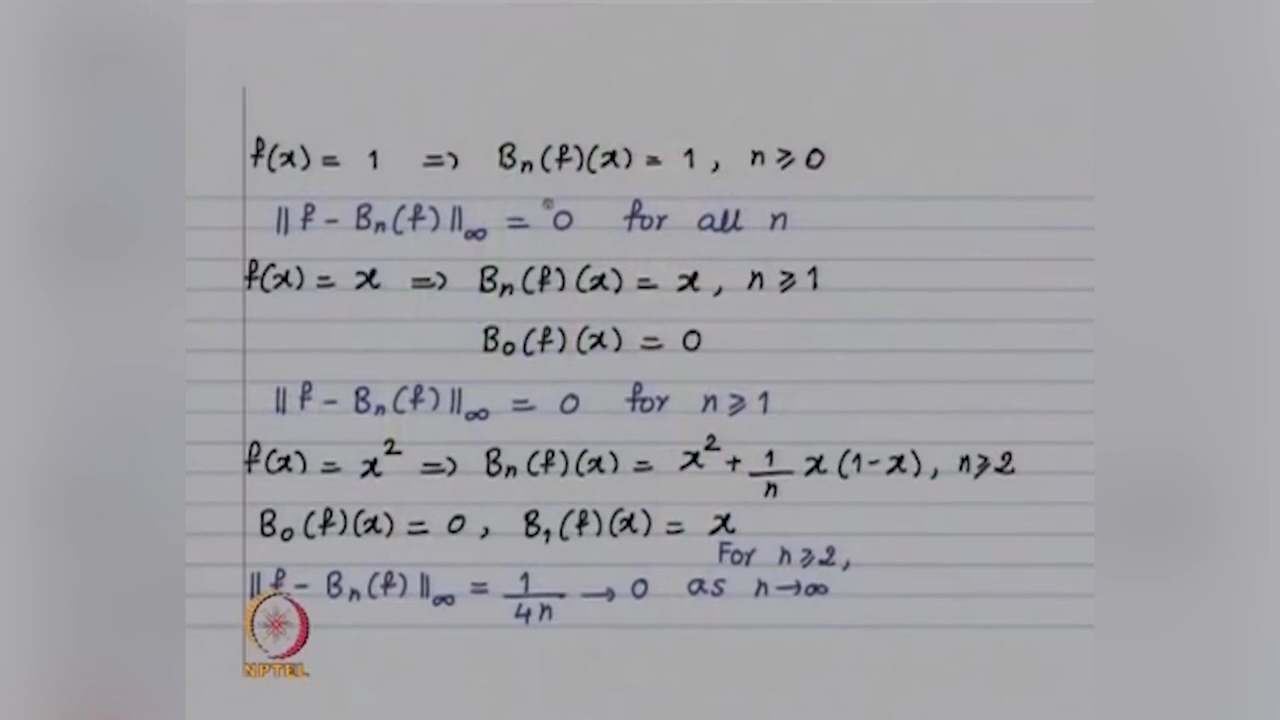 f(x) = 1 => Bₙ(f)(x) = 1, n ⩾ 0
|| f - Bₙ(f) ||∞ = 0 for all n
f(x) = x => Bₙ(f)(x) = x, n ⩾ 1
B₀(f)(x) = 0
|| f - Bₙ(f) ||∞ = 0 for n ⩾ 1
f(x) = x² => Bₙ(f)(x) = x² + 1/n x(1-x), n ⩾ 2
B₀(f)(x) = 0, B₁(f)(x) = x
For n ⩾ 2,
|| f - Bₙ(f) ||∞ = 1/4n → 0 as n → ∞
NPTEL